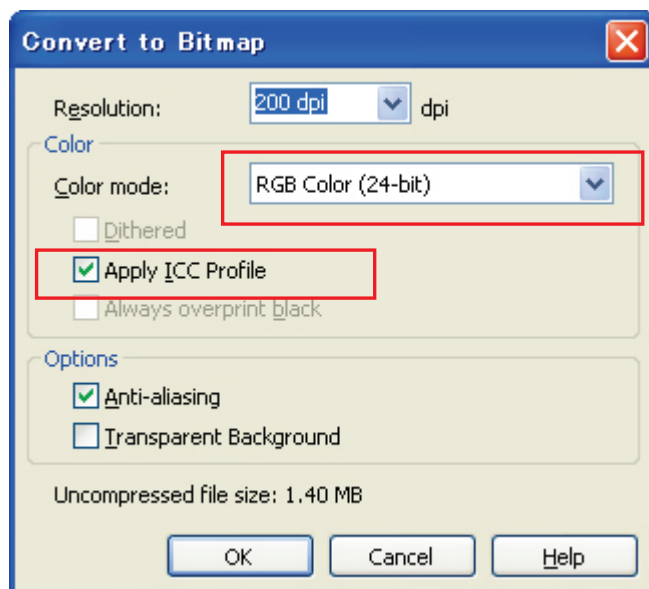 Convert to Bitmap
Resolution: 200 dpi dpi
Color
Color mode: RGB Color (24-bit)
Dithered
Apply ICC Profile
Always overprint black
Options
Anti-aliasing
Transparent Background
Uncompressed file size: 1.40 MB
OK Cancel Help